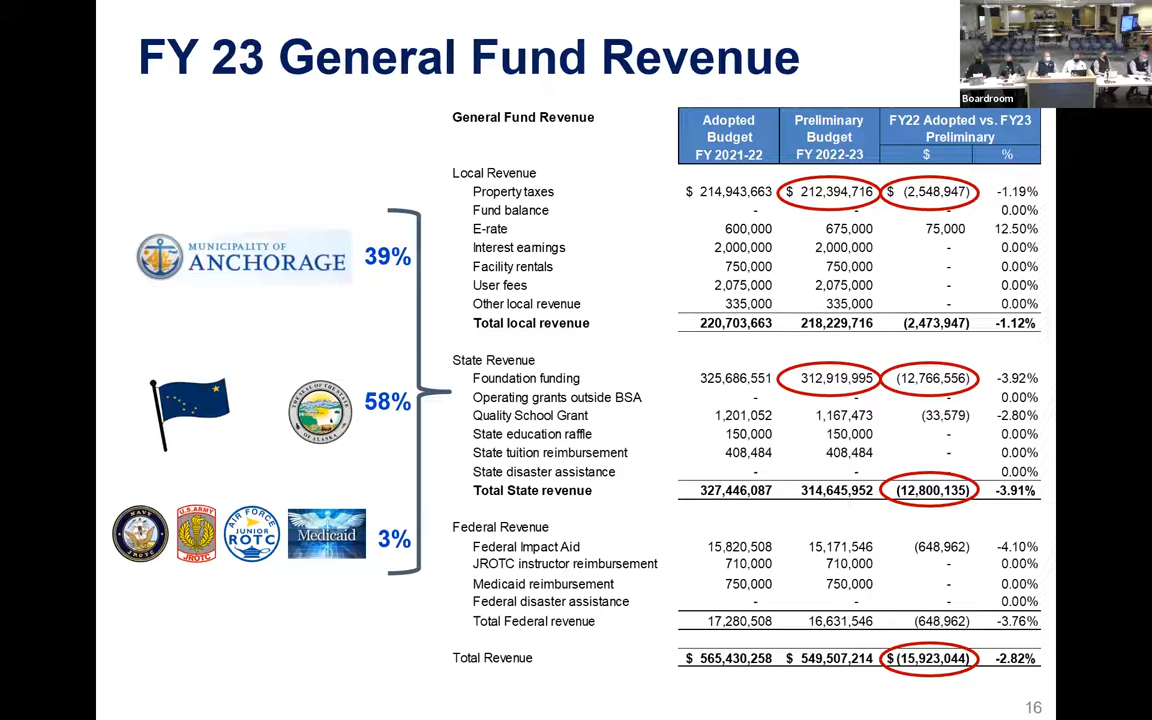 FY 23 General Fund Revenue
Boardroom
General Fund Revenue
Adopted Budget FY 2021-22
Preliminary Budget FY 2022-23
FY22 Adopted vs. FY23 Preliminary
$ %
Local Revenue
Property taxes $ 214,943,663 $ 212,394,716 $ (2,548,947) -1.19%
Fund balance - - - 0.00%
E-rate 600,000 675,000 75,000 12.50%
Interest earnings 2,000,000 2,000,000 - 0.00%
Facility rentals 750,000 750,000 - 0.00%
User fees 2,075,000 2,075,000 - 0.00%
Other local revenue 335,000 335,000 - 0.00%
Total local revenue 220,703,663 218,229,716 (2,473,947) -1.12%
State Revenue
Foundation funding 325,686,551 312,919,995 (12,766,556) -3.92%
Operating grants outside BSA - - - 0.00%
Quality School Grant 1,201,052 1,167,473 (33,579) -2.80%
State education raffle 150,000 150,000 - 0.00%
State tuition reimbursement 408,484 408,484 - 0.00%
State disaster assistance - - - 0.00%
Total State revenue 327,446,087 314,645,952 (12,800,135) -3.91%
Federal Revenue
Federal Impact Aid 15,820,508 15,171,546 (648,962) -4.10%
JROTC instructor reimbursement 710,000 710,000 - 0.00%
Medicaid reimbursement 750,000 750,000 - 0.00%
Federal disaster assistance - - - 0.00%
Total Federal revenue 17,280,508 16,631,546 (648,962) -3.76%
Total Revenue $ 565,430,258 $ 549,507,214 $ (15,923,044) -2.82%
MUNICIPALITY OF
ANCHORAGE
39%
THE SEAL OF THE STATE OF ALASKA
58%
NAVY JROTC
U.S. ARMY
JROTC
AIR FORCE
JUNIOR
ROTC
Medicaid
3%
16